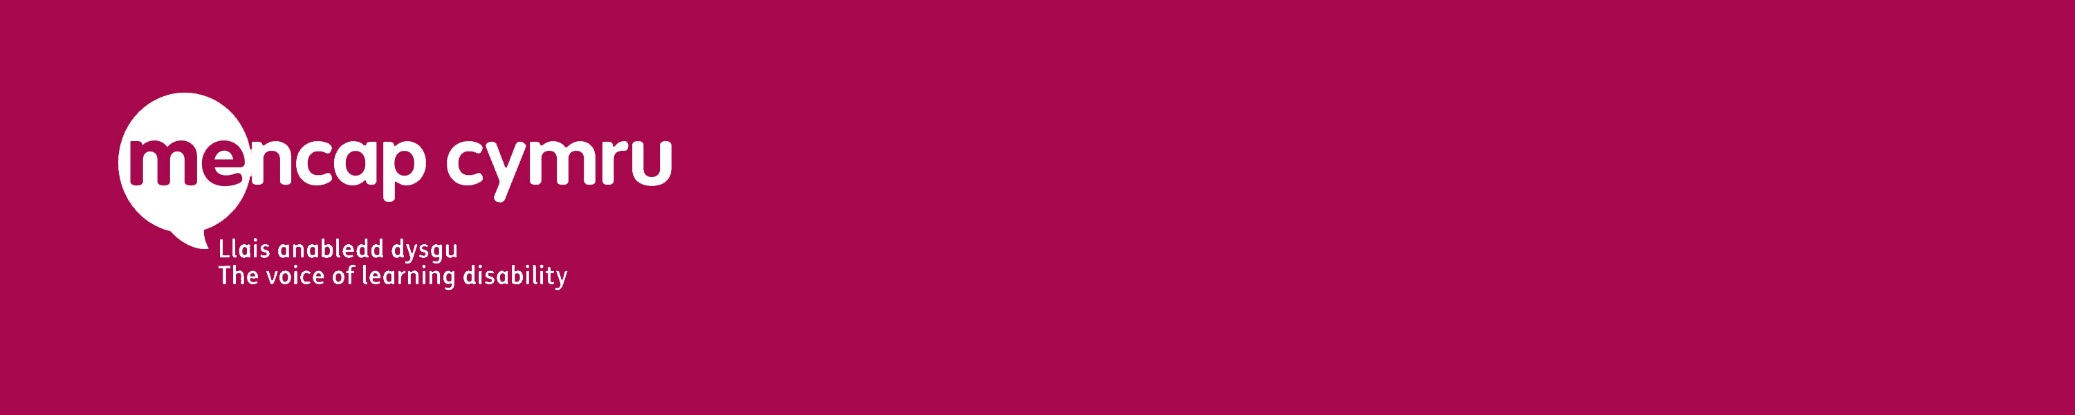 mencap cymru
Llais anabledd dysgu
The voice of learning disability